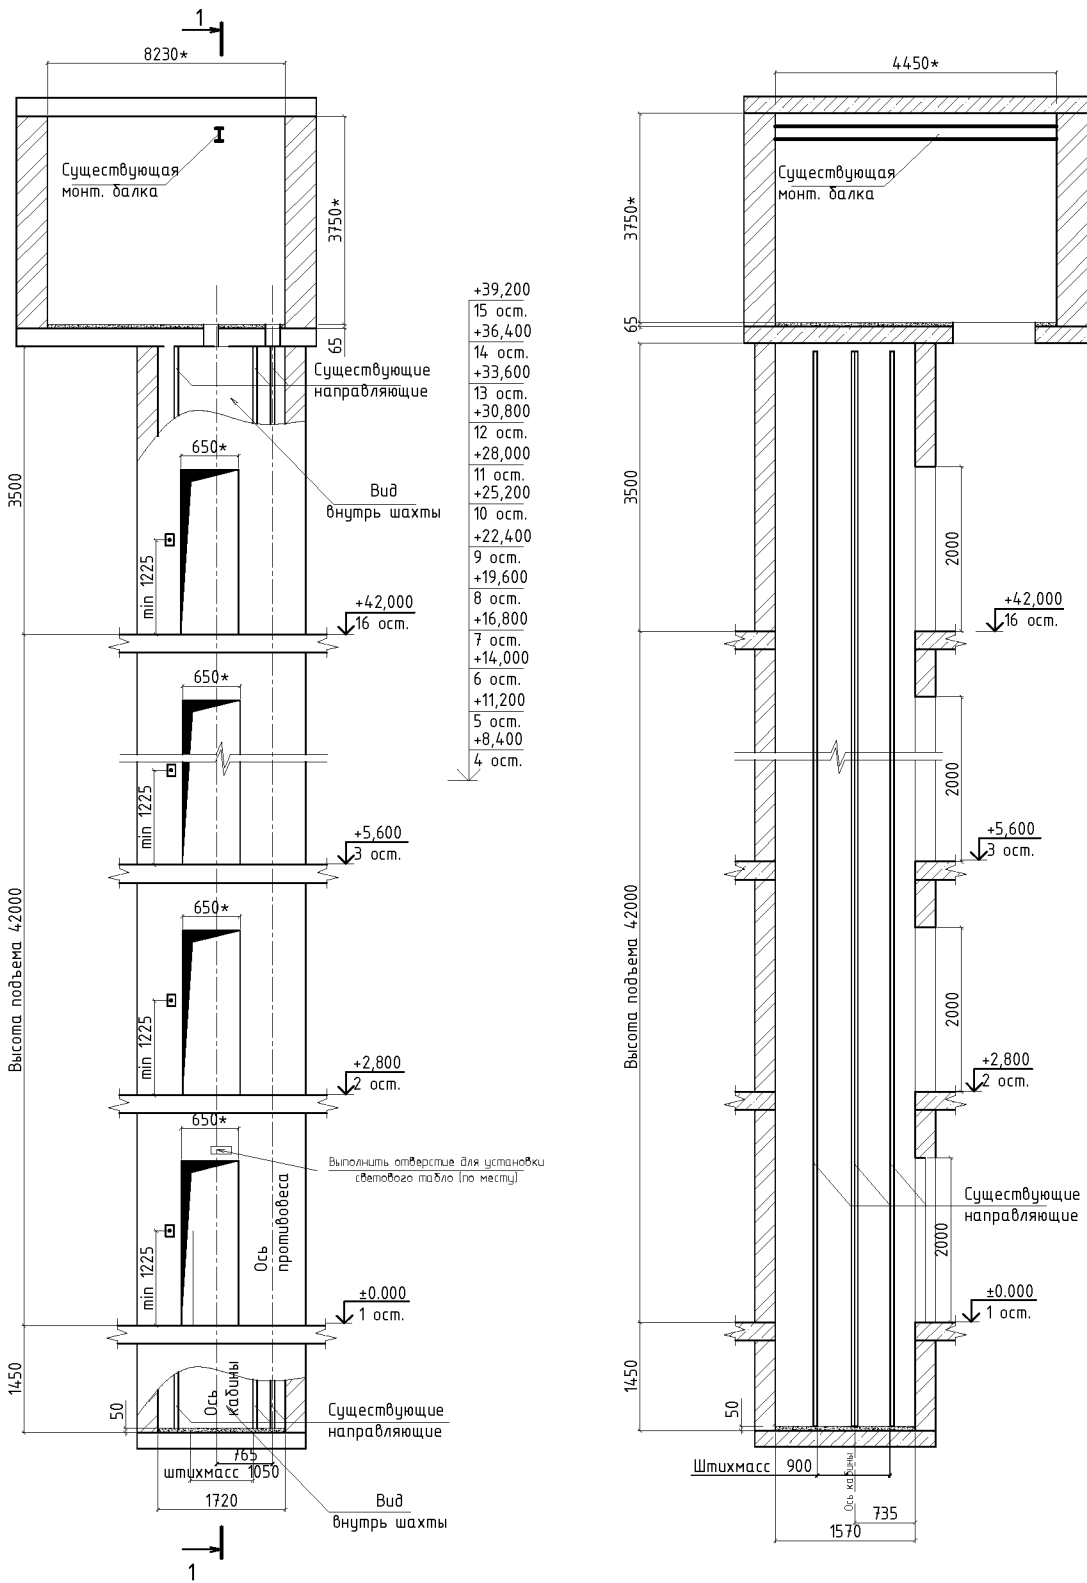 1
8230*
Существующая
монт. балка
3750*
65
Существующие
направляющие
650*
Вид
внутрь шахты
3500
min 1225
+42,000
16 ост.
+39,200
15 ост.
+36,400
14 ост.
+33,600
13 ост.
+30,800
12 ост.
+28,000
11 ост.
+25,200
10 ост.
+22,400
9 ост.
+19,600
8 ост.
+16,800
7 ост.
+14,000
6 ост.
+11,200
5 ост.
+8,400
4 ост.
650*
min 1225
+5,600
3 ост.
650*
min 1225
Высота подъема 42000
+2,800
2 ост.
650*
Выполнить отверстие для установки
светового табло (по месту)
Ось
противовеса
min 1225
±0.000
1 ост.
1450
50
Ось
кабины
Существующие
направляющие
765
штихмасс 1050
1720
Вид
внутрь шахты
1
4450*
Существующая
монт. балка
3750*
65
3500
2000
+42,000
16 ост.
2000
+5,600
3 ост.
2000
Высота подъема 42000
+2,800
2 ост.
Существующие
направляющие
2000
±0.000
1 ост.
1450
50
Штихмасс 900
Ось кабины
735
1570